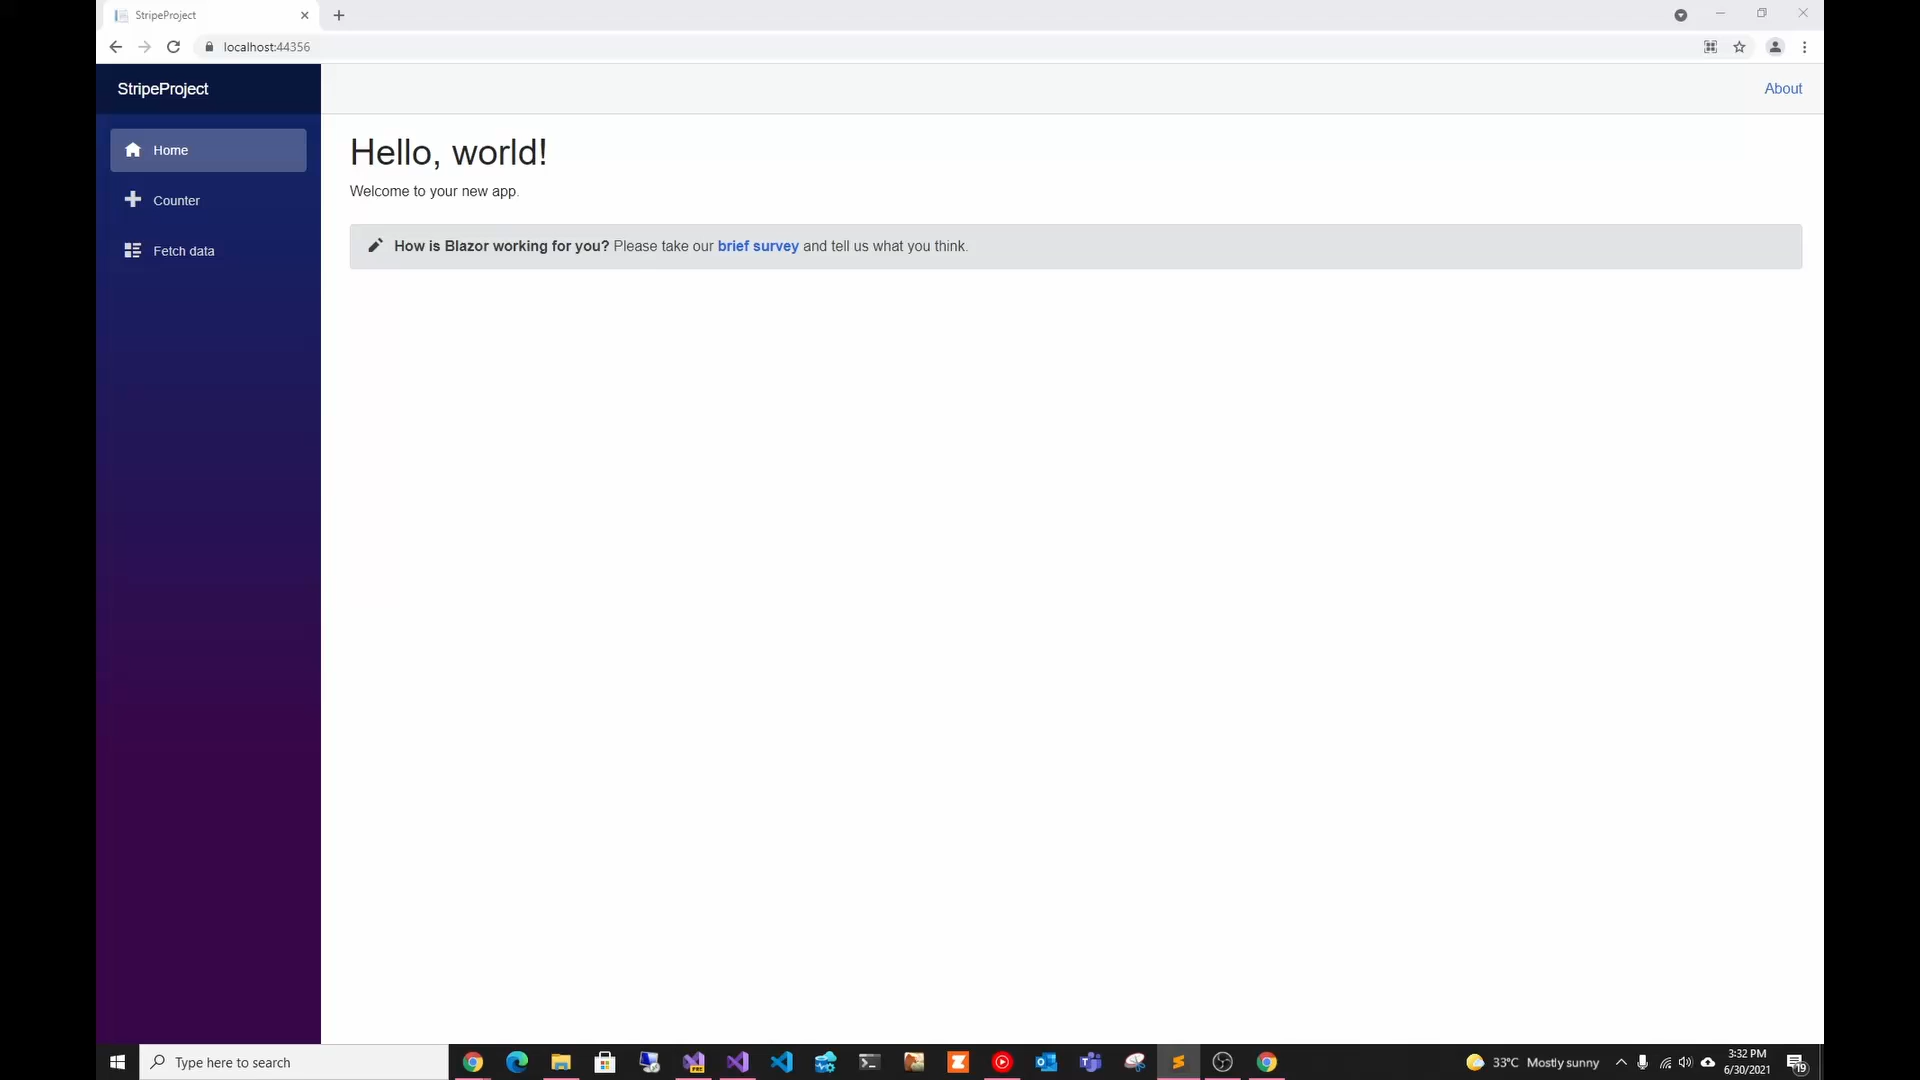 StripeProject
localhost:44356
StripeProject
About
Home
Counter
Fetch data
Hello, world!
Welcome to your new app.
How is Blazor working for you? Please take our brief survey and tell us what you think.
Type here to search
PRE
33°C Mostly sunny
3:32 PM
6/30/2021
19